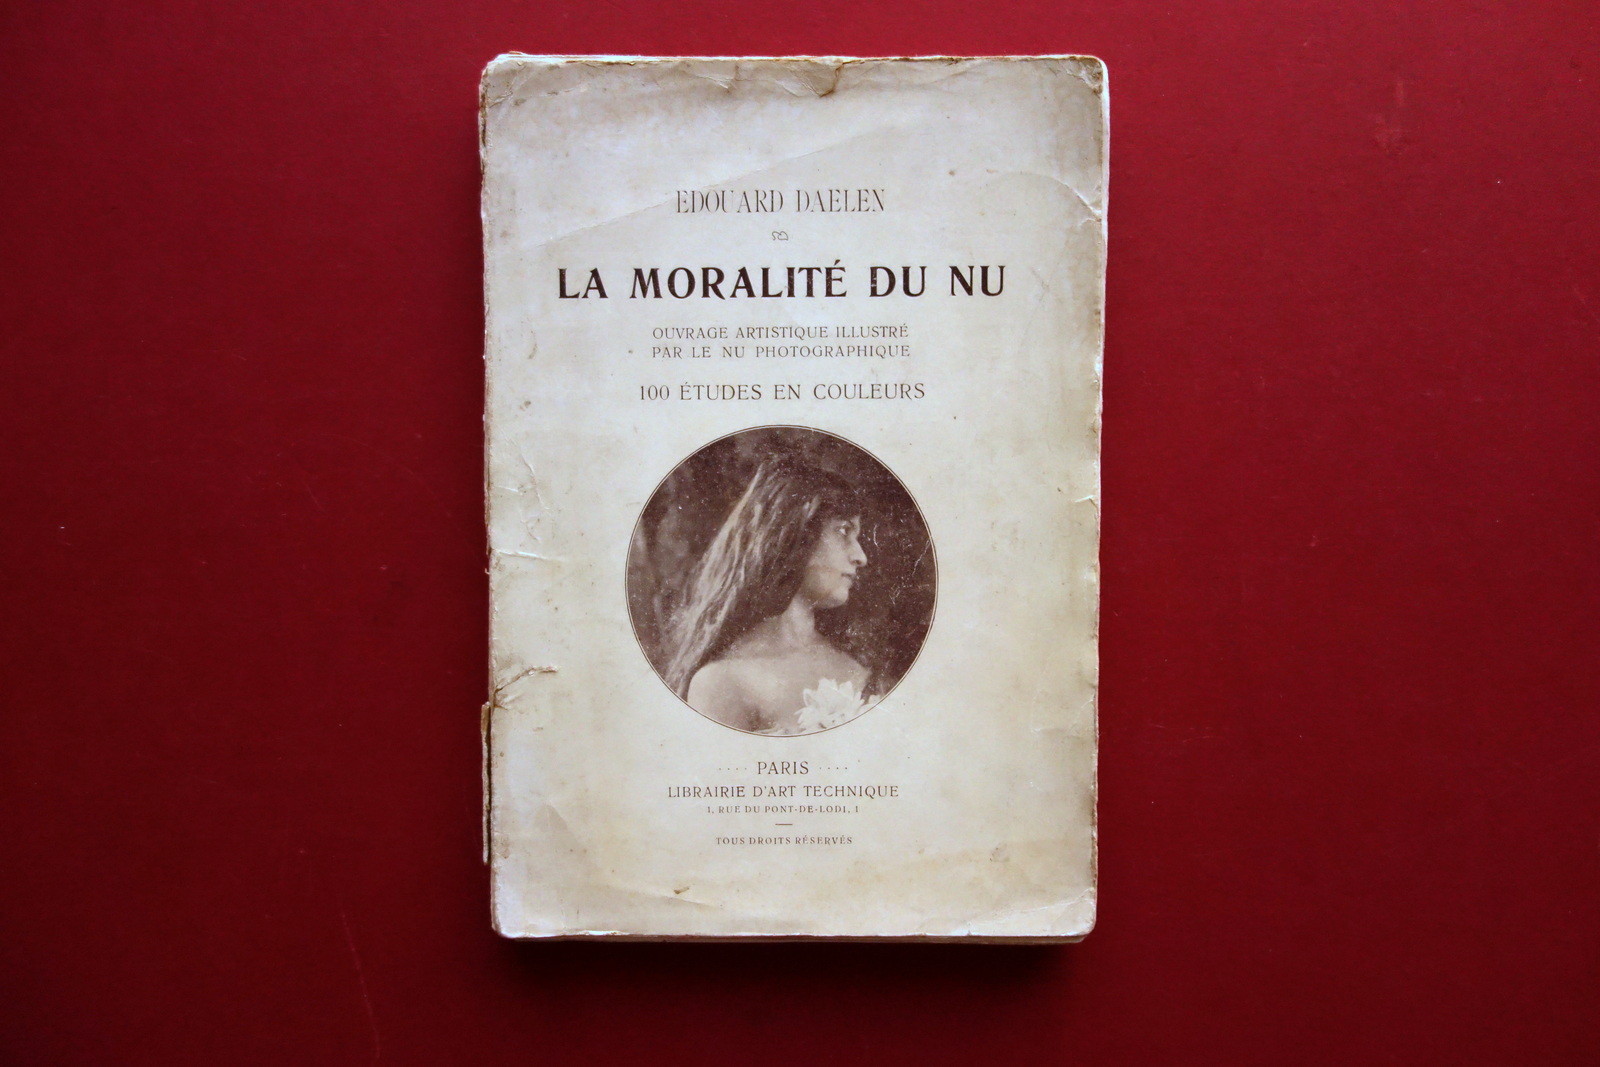 EDOUARD DAELEN
LA MORALITÉ DU NU
OUVRAGE ARTISTIQUE ILLUSTRÉ
PAR LE NU PHOTOGRAPHIQUE
100 ÉTUDES EN COULEURS
PARIS
LIBRAIRIE D'ART TECHNIQUE
1, RUE DU PONT-DE-LODI, 1
TOUS DROITS RÉSERVÉS